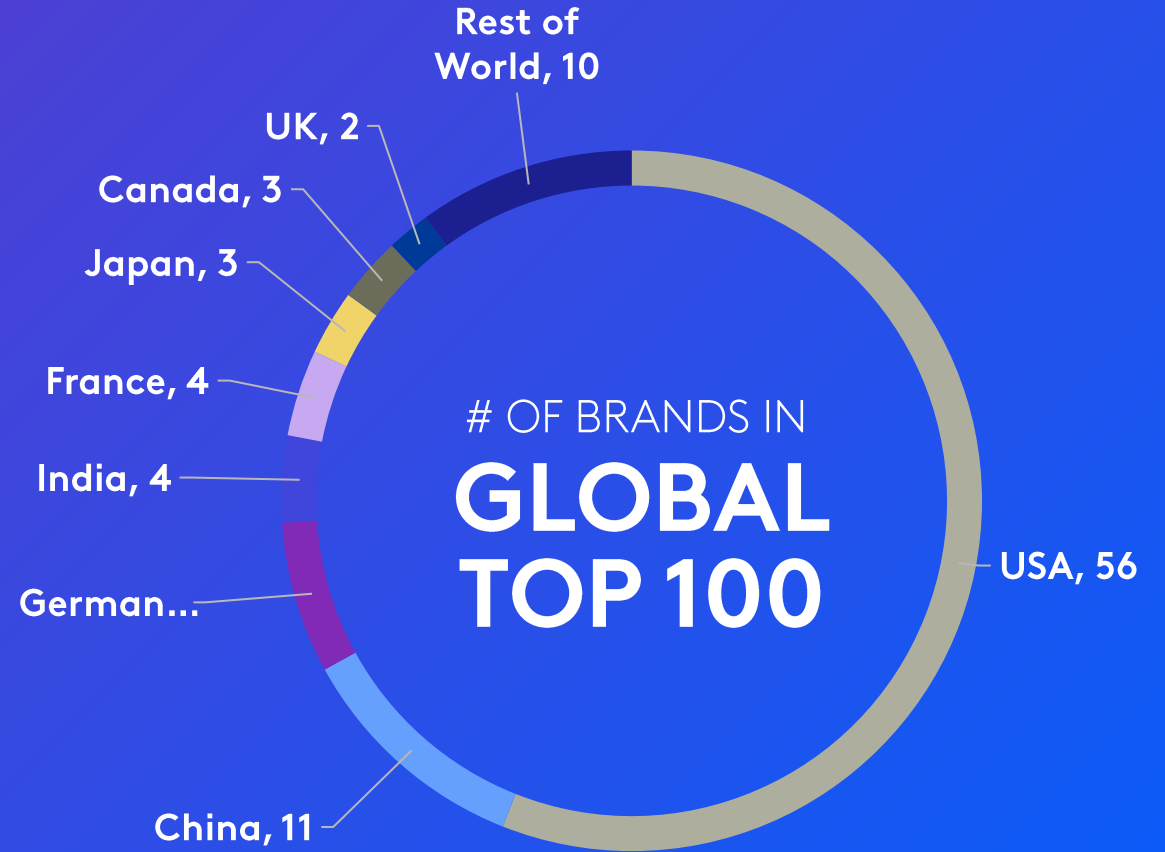 Rest of
World, 10
UK, 2
Canada, 3
Japan, 3
France, 4
India, 4
German...
China, 11
USA, 56
# OF BRANDS IN
GLOBAL
TOP 100